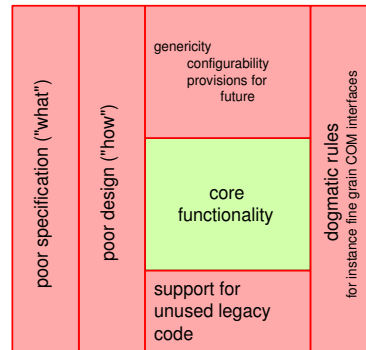 poor specification ("what")
poor design ("how")
genericity
configurability
provisions for
future
core
functionality
support for
unused legacy
code
dogmatic rules
for instance fine grain COM interfaces